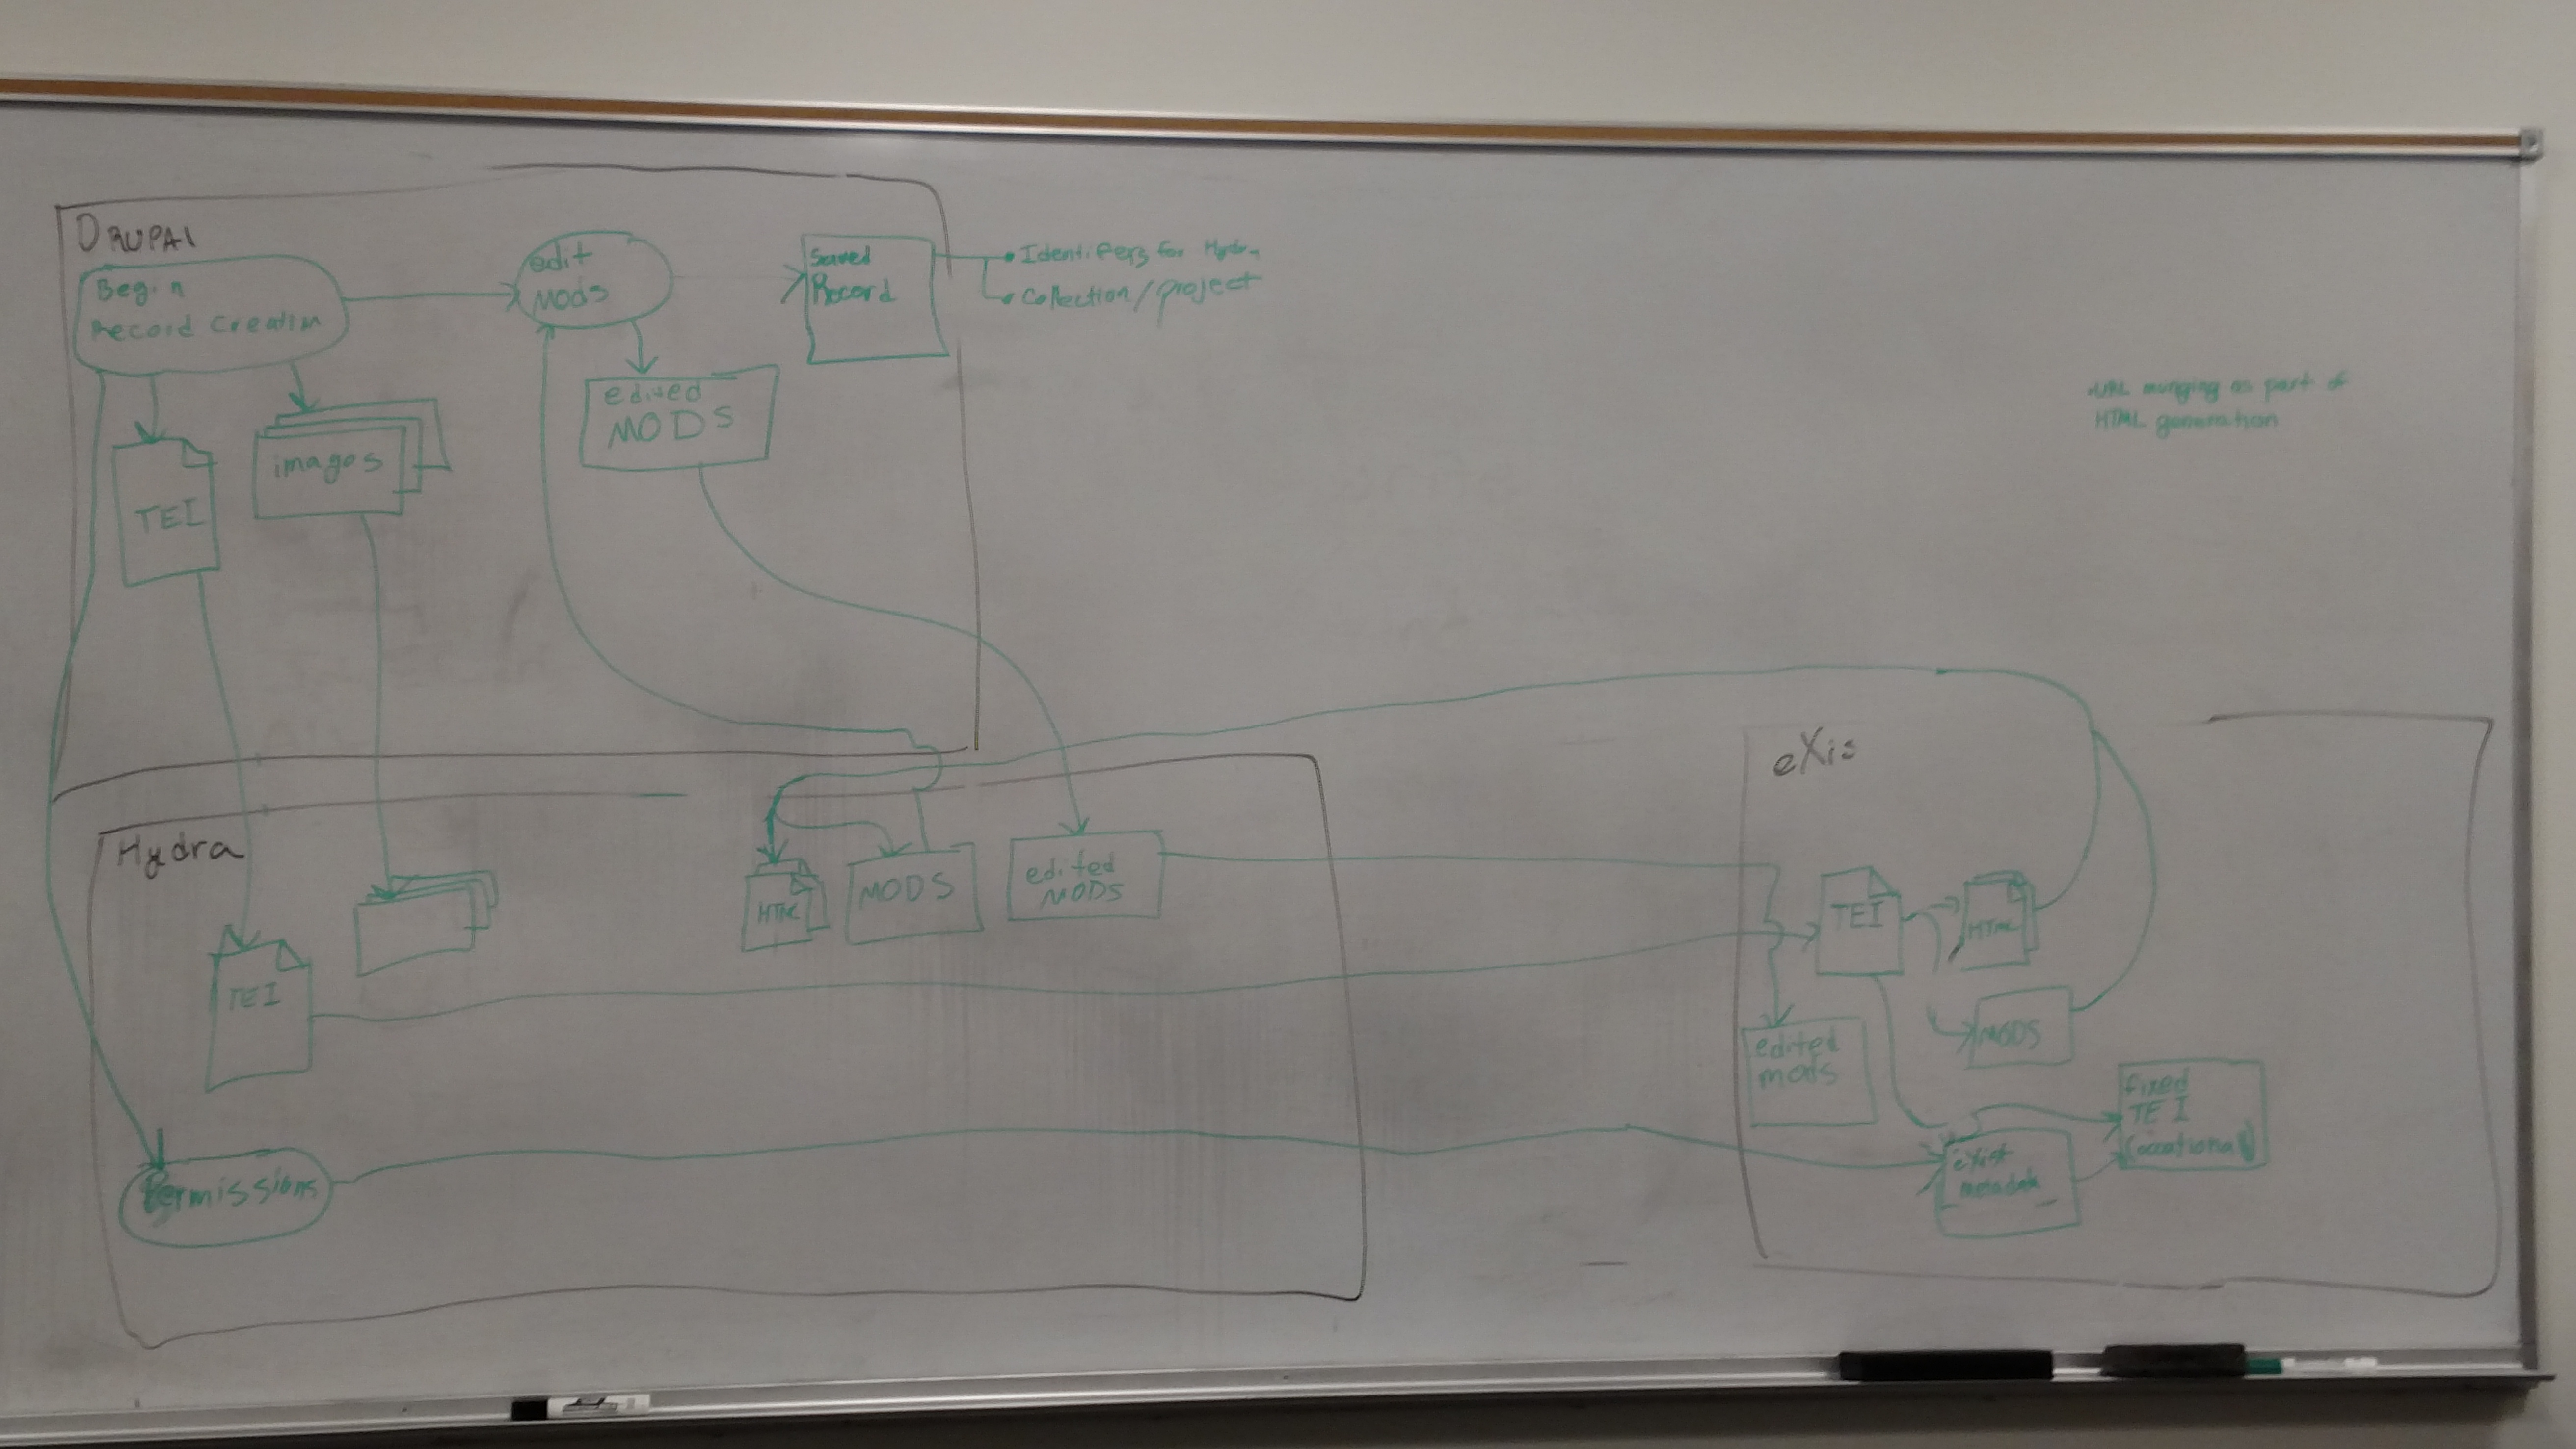 DRUPAL
Begin
Record Creation
edit
MODS
Saved
Record
• Identifiers for Hydra
• Collection/project
edited
MODS
TEI
images
• URL munging as part of
HTML generation
Hydra
TEI
HTML
MODS
edited
MODS
Permissions
eXis
TEI
HTML
MODS
edited
mods
fixed
TEI
eXist
metadata